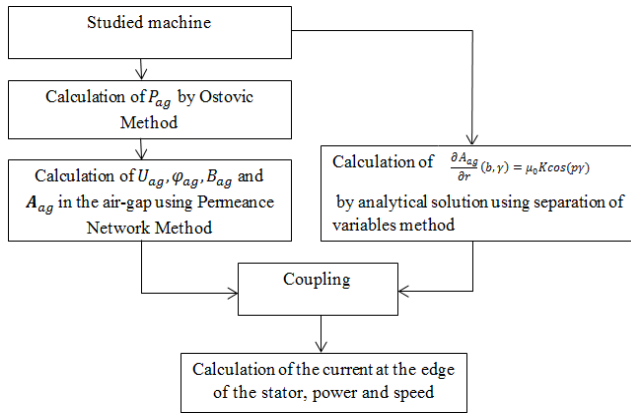 Studied machine
Calculation of P_ag by Ostovic
Method
Calculation of U_ag, φ_ag, B_ag and
A_ag in the air-gap using Permeance
Network Method
Calculation of ∂A_ag/∂r (b, γ) = μ₀Kcos(pγ)
by analytical solution using separation of
variables method
Coupling
Calculation of the current at the edge
of the stator, power and speed